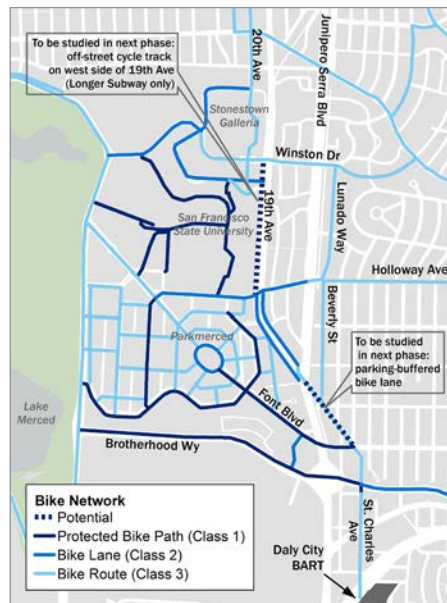 To be studied in next phase:
off-street cycle track
on west side of 19th Ave
(Longer Subway only)
20th Ave
Junipero Serra Blvd
Stonestown
Galleria
Winston Dr
19th Ave
Lunado Way
San Francisco
State University
Holloway Ave
Beverly St
Parkmerced
To be studied
in next phase:
parking-buffered
bike lane
Font Blvd
Lake
Merced
Brotherhood Wy
St. Charles
Ave
Daly City
BART
Bike Network
Potential
Protected Bike Path (Class 1)
Bike Lane (Class 2)
Bike Route (Class 3)